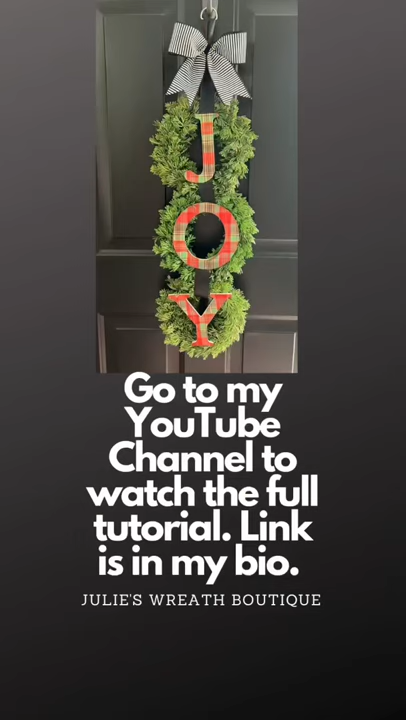 J
O
Y
Go to my
YouTube
Channel to
watch the full
tutorial. Link
is in my bio.
JULIE'S WREATH BOUTIQUE